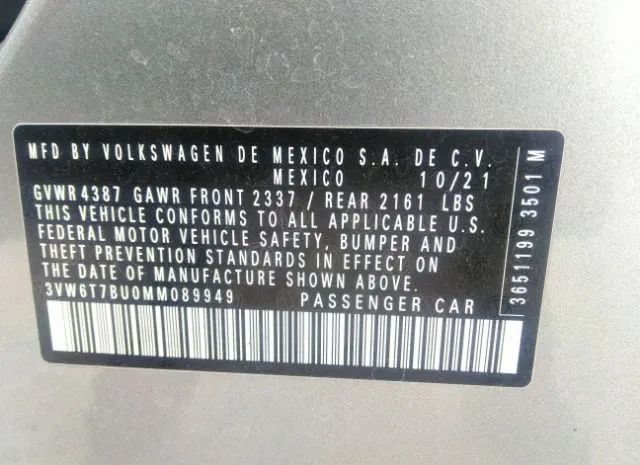 MFD BY VOLKSWAGEN DE MEXICO S.A. DE C.V.
MEXICO 10/21
GVWR 4387 GAWR FRONT 2337 / REAR 2161 LBS
THIS VEHICLE CONFORMS TO ALL APPLICABLE U.S.
FEDERAL MOTOR VEHICLE SAFETY, BUMPER AND
THEFT PREVENTION STANDARDS IN EFFECT ON
THE DATE OF MANUFACTURE SHOWN ABOVE.
3VW6T7BU0MM089949 PASSENGER CAR
3651199 3501 M